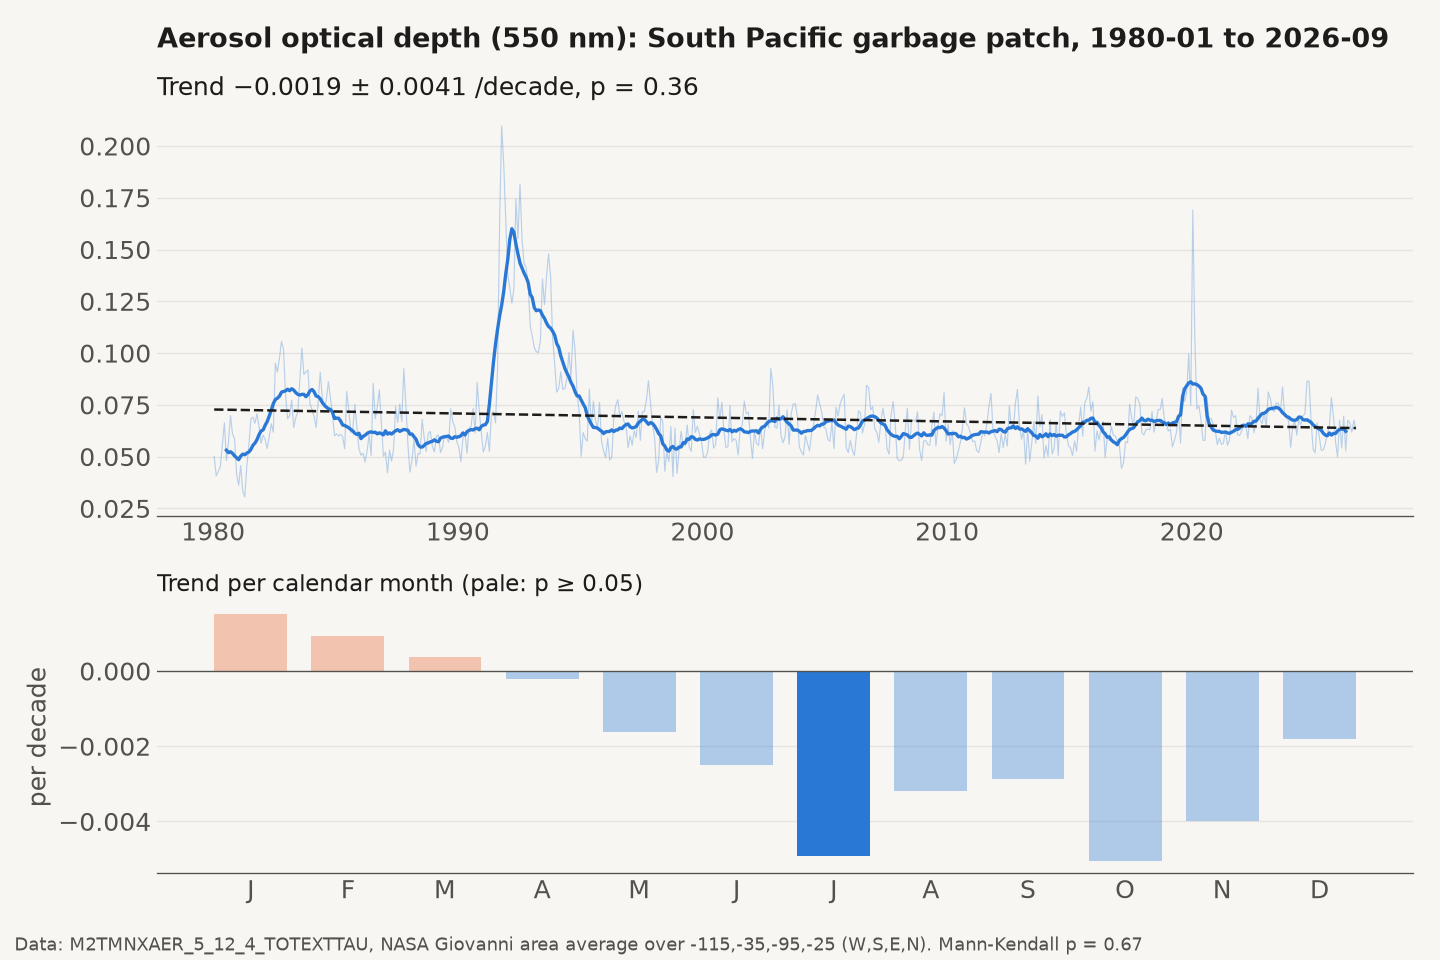 Aerosol optical depth (550 nm): South Pacific garbage patch, 1980-01 to 2026-09
Trend −0.0019 ± 0.0041 /decade, p = 0.36
0.200
0.175
0.150
0.125
0.100
0.075
0.050
0.025
1980 1990 2000 2010 2020
Trend per calendar month (pale: p ≥ 0.05)
per decade
0.000
−0.002
−0.004
J F M A M J J A S O N D
Data: M2TMNXAER_5_12_4_TOTEXTTAU, NASA Giovanni area average over -115,-35,-95,-25 (W,S,E,N). Mann-Kendall p = 0.67